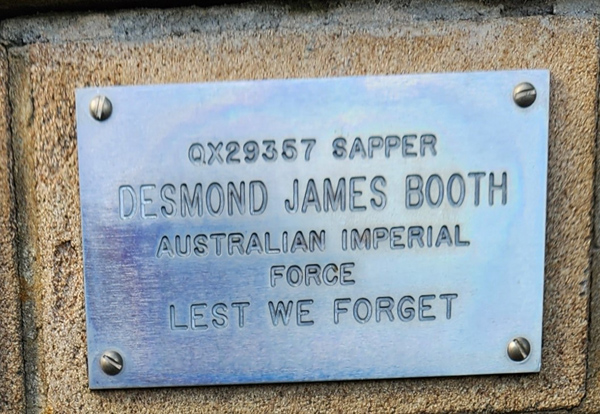 QX29357 SAPPER
DESMOND JAMES BOOTH
AUSTRALIAN IMPERIAL
FORCE
LEST WE FORGET